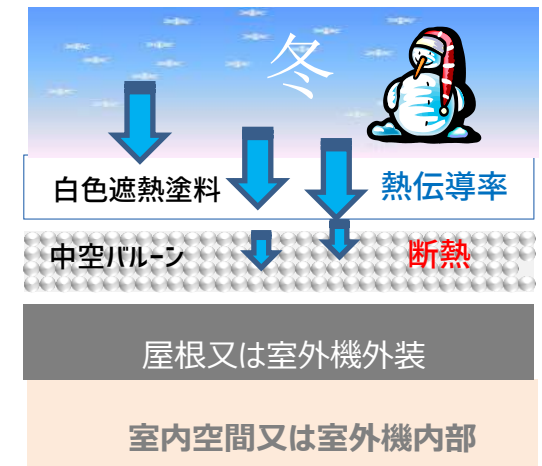 冬
白色遮熱塗料 熱伝導率
中空バルーン 断熱
屋根又は室外機外装
室内空間又は室外機内部